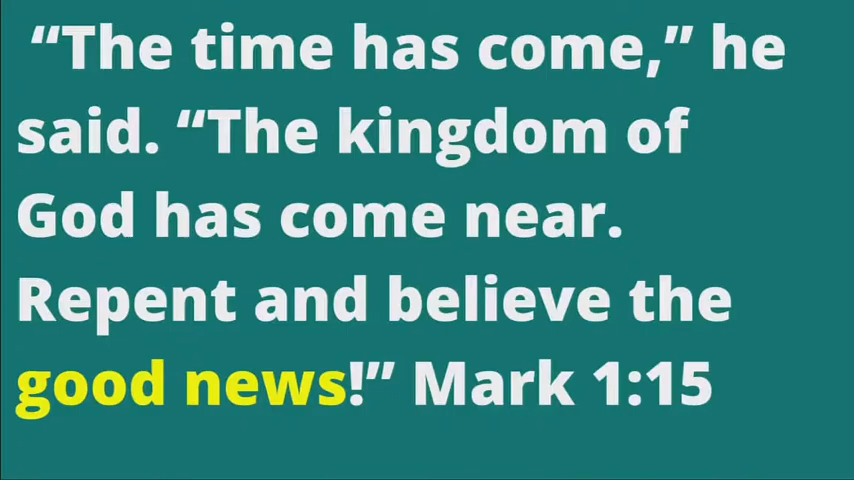 “The time has come,” he
said. “The kingdom of
God has come near.
Repent and believe the
good news!” Mark 1:15